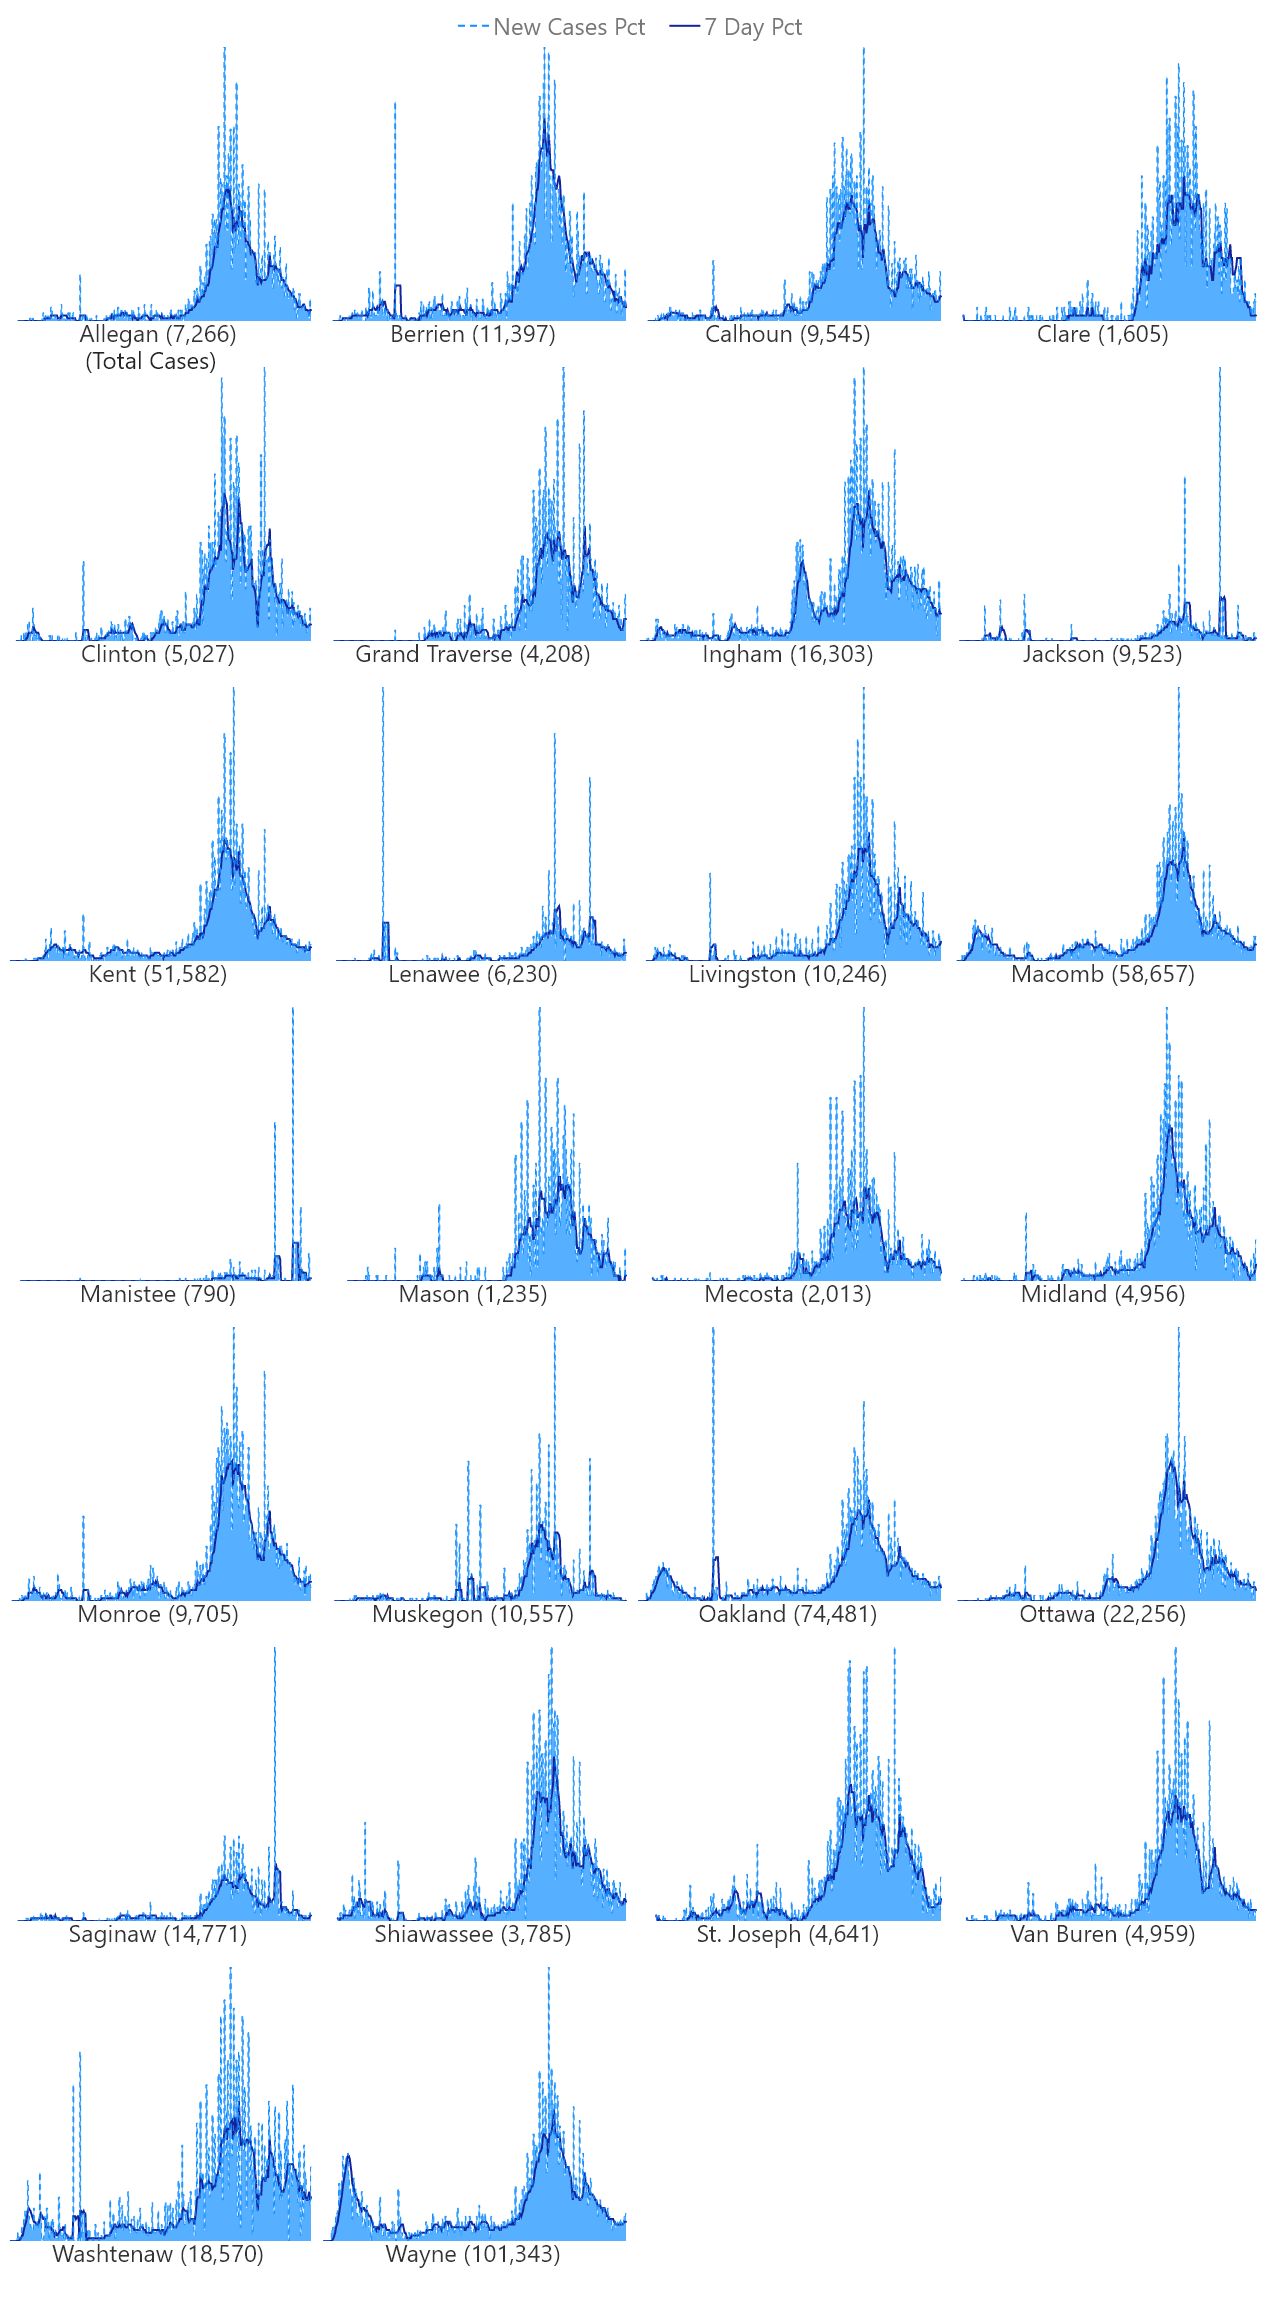 New Cases Pct 7 Day Pct
Allegan (7,266) Berrien (11,397) Calhoun (9,545) Clare (1,605)
(Total Cases)
Clinton (5,027) Grand Traverse (4,208) Ingham (16,303) Jackson (9,523)
Kent (51,582) Lenawee (6,230) Livingston (10,246) Macomb (58,657)
Manistee (790) Mason (1,235) Mecosta (2,013) Midland (4,956)
Monroe (9,705) Muskegon (10,557) Oakland (74,481) Ottawa (22,256)
Saginaw (14,771) Shiawassee (3,785) St. Joseph (4,641) Van Buren (4,959)
Washtenaw (18,570) Wayne (101,343)